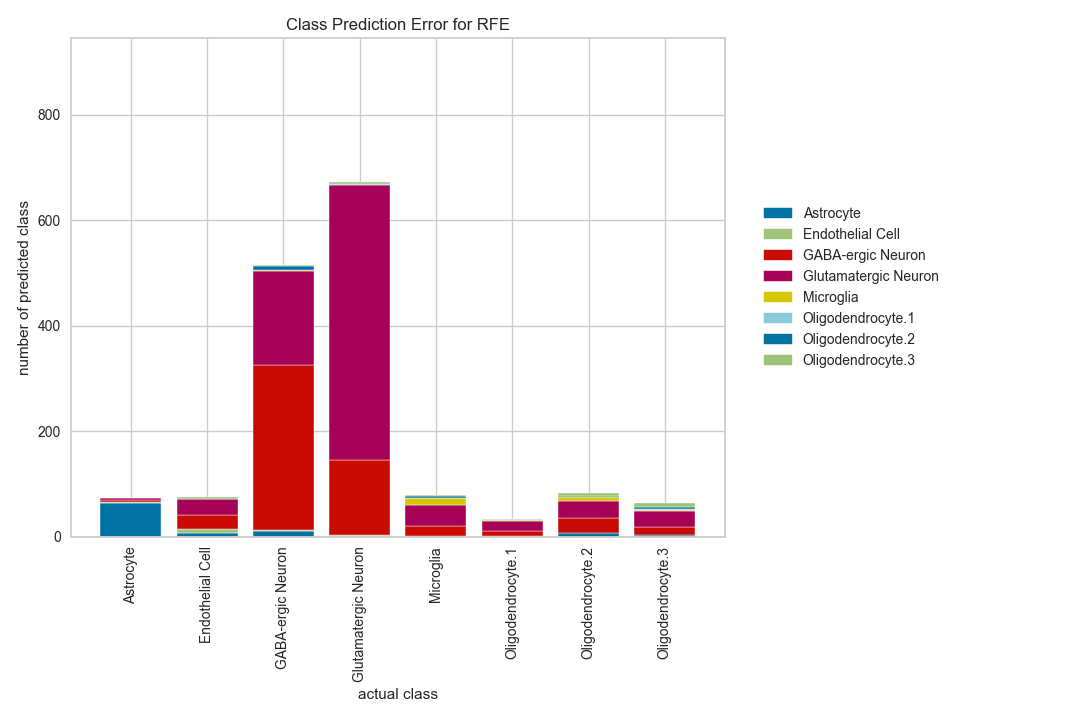 Class Prediction Error for RFE
number of predicted class
800
600
400
200
0
Astrocyte
Endothelial Cell
GABA-ergic Neuron
Glutamatergic Neuron
Microglia
Oligodendrocyte.1
Oligodendrocyte.2
Oligodendrocyte.3
actual class
Astrocyte
Endothelial Cell
GABA-ergic Neuron
Glutamatergic Neuron
Microglia
Oligodendrocyte.1
Oligodendrocyte.2
Oligodendrocyte.3